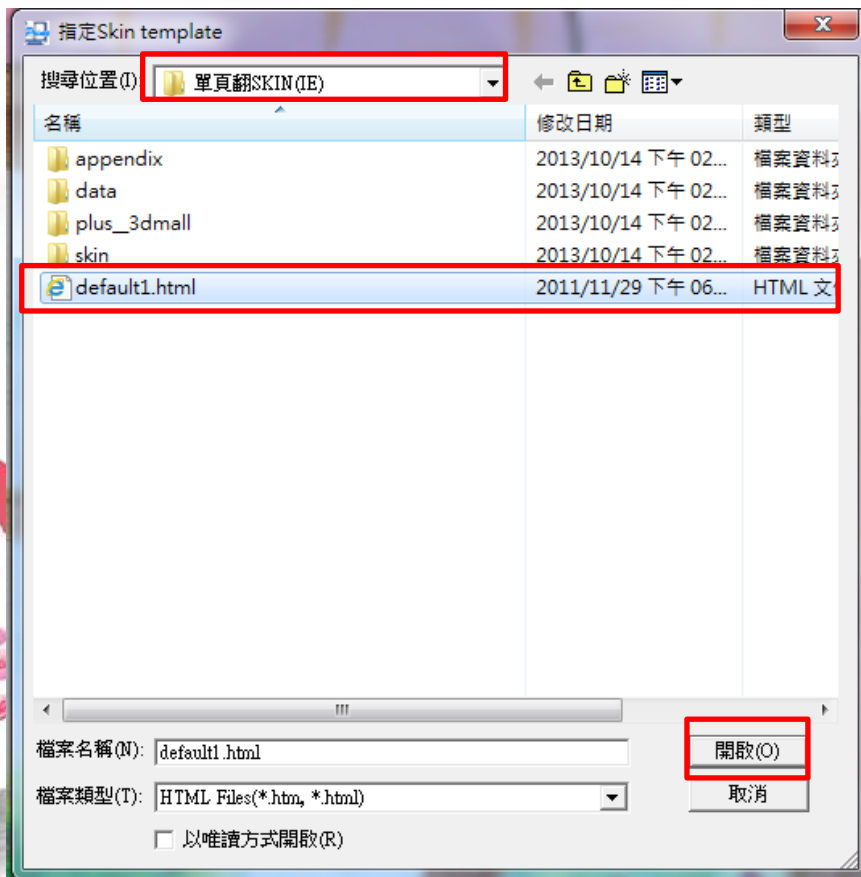 指定Skin template
搜尋位置(I): 單頁翻SKIN(IE)
名稱 修改日期 類型
appendix 2013/10/14 下午 02... 檔案資料
data 2013/10/14 下午 02... 檔案資料
plus__3dmall 2013/10/14 下午 02... 檔案資料
skin 2013/10/14 下午 02... 檔案資料
default1.html 2011/11/29 下午 06... HTML 文
檔案名稱(N): default1.html 開啟(O)
檔案類型(T): HTML Files(*.htm, *.html) 取消
以唯讀方式開啟(R)